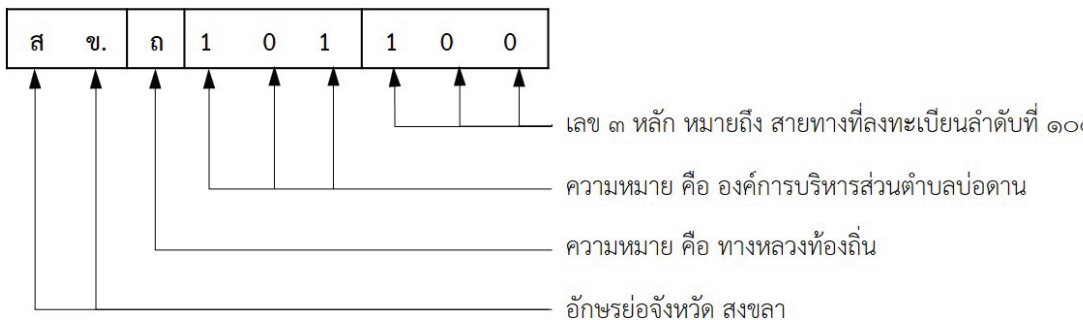 ส ข. ถ 1 0 1 1 0 0
เลข ๓ หลัก หมายถึง สายทางที่ลงทะเบียนลำดับที่ ๑๐๐
ความหมาย คือ องค์การบริหารส่วนตำบลบ่อดาน
ความหมาย คือ ทางหลวงท้องถิ่น
อักษรย่อจังหวัด สงขลา